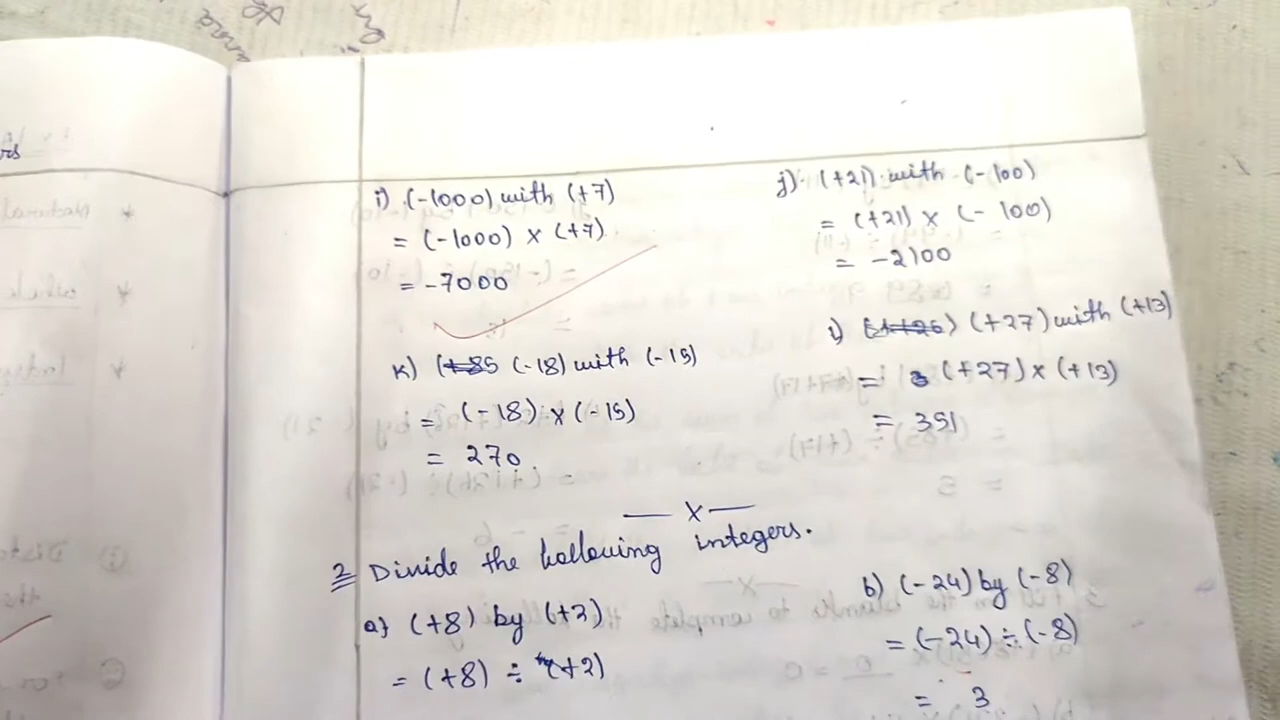 i) (-1000) with (+7)
= (-1000) x (+7)
= -7000
j) (+21) with (-100)
= (+21) x (-100)
= -2100
k) (-18) with (-15)
= (-18) x (-15)
= 270
l) (+27) with (+13)
= (+27) x (+13)
= 351
— x —
2 Divide the following integers.
a) (+8) by (+2)
= (+8) ÷ (+2)
b) (-24) by (-8)
= (-24) ÷ (-8)
= 3